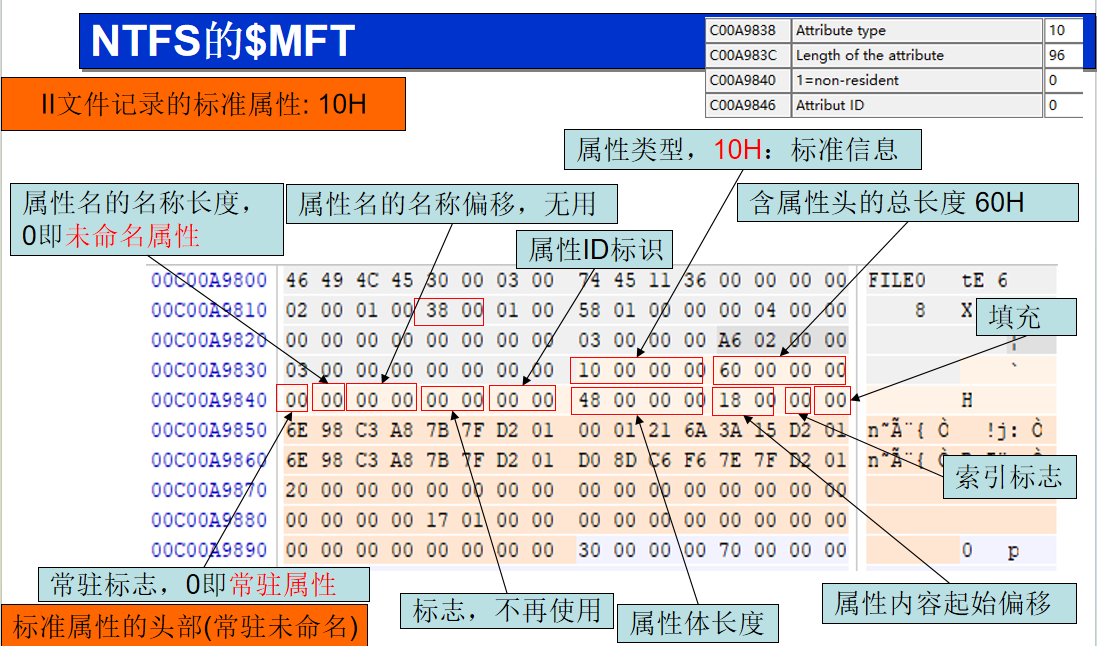 NTFS的$MFT
C00A9838 Attribute type 10
C00A983C Length of the attribute 96
C00A9840 1=non-resident 0
C00A9846 Attribut ID 0
II文件记录的标准属性: 10H
属性类型，10H：标准信息
属性名的名称长度，
0即未命名属性
属性名的名称偏移，无用
含属性头的总长度 60H
属性ID标识
00C00A9800 46 49 4C 45 30 00 03 00 74 45 11 36 00 00 00 00 FILE0 tE 6
00C00A9810 02 00 01 00 38 00 01 00 58 01 00 00 00 04 00 00 8 X
填充
00C00A9820 00 00 00 00 00 00 00 00 03 00 00 00 A6 02 00 00 ¦
00C00A9830 03 00 00 00 00 00 00 00 10 00 00 00 60 00 00 00 `
00C00A9840 00 00 00 00 00 00 00 00 48 00 00 00 18 00 00 00 H
00C00A9850 6E 98 C3 A8 7B 7F D2 01 00 01 21 6A 3A 15 D2 01 n˜Ã¨{ Ò !j: Ò
00C00A9860 6E 98 C3 A8 7B 7F D2 01 D0 8D C6 F6 7E 7F D2 01 n˜Ã¨{ Ò
00C00A9870 20 00 00 00 00 00 00 00 00 00 00 00 00 00 00 00
索引标志
00C00A9880 00 00 00 00 17 01 00 00 00 00 00 00 00 00 00 00
00C00A9890 00 00 00 00 00 00 00 00 30 00 00 00 70 00 00 00 0 p
常驻标志，0即常驻属性
标志，不再使用
属性体长度
属性内容起始偏移
标准属性的头部(常驻未命名)